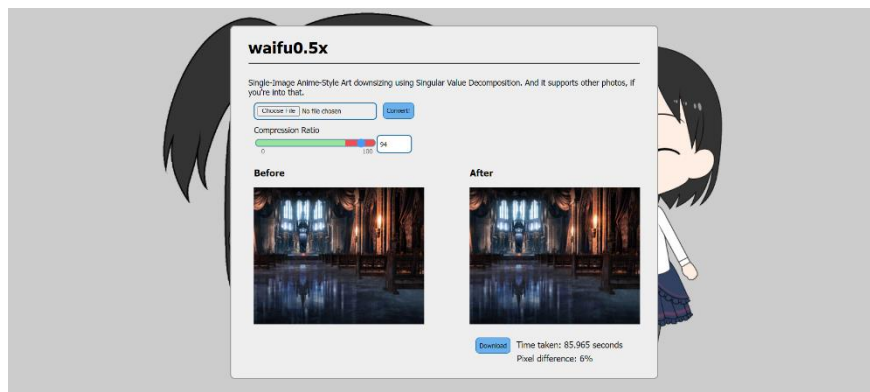 waifu0.5x
Single-Image Anime-Style Art downsizing using Singular Value Decomposition. And it supports other photos, if
you're into that.
Choose File No file chosen Convert!
Compression Ratio
94
0 100
Before After
Download Time taken: 85.965 seconds
Pixel difference: 6%